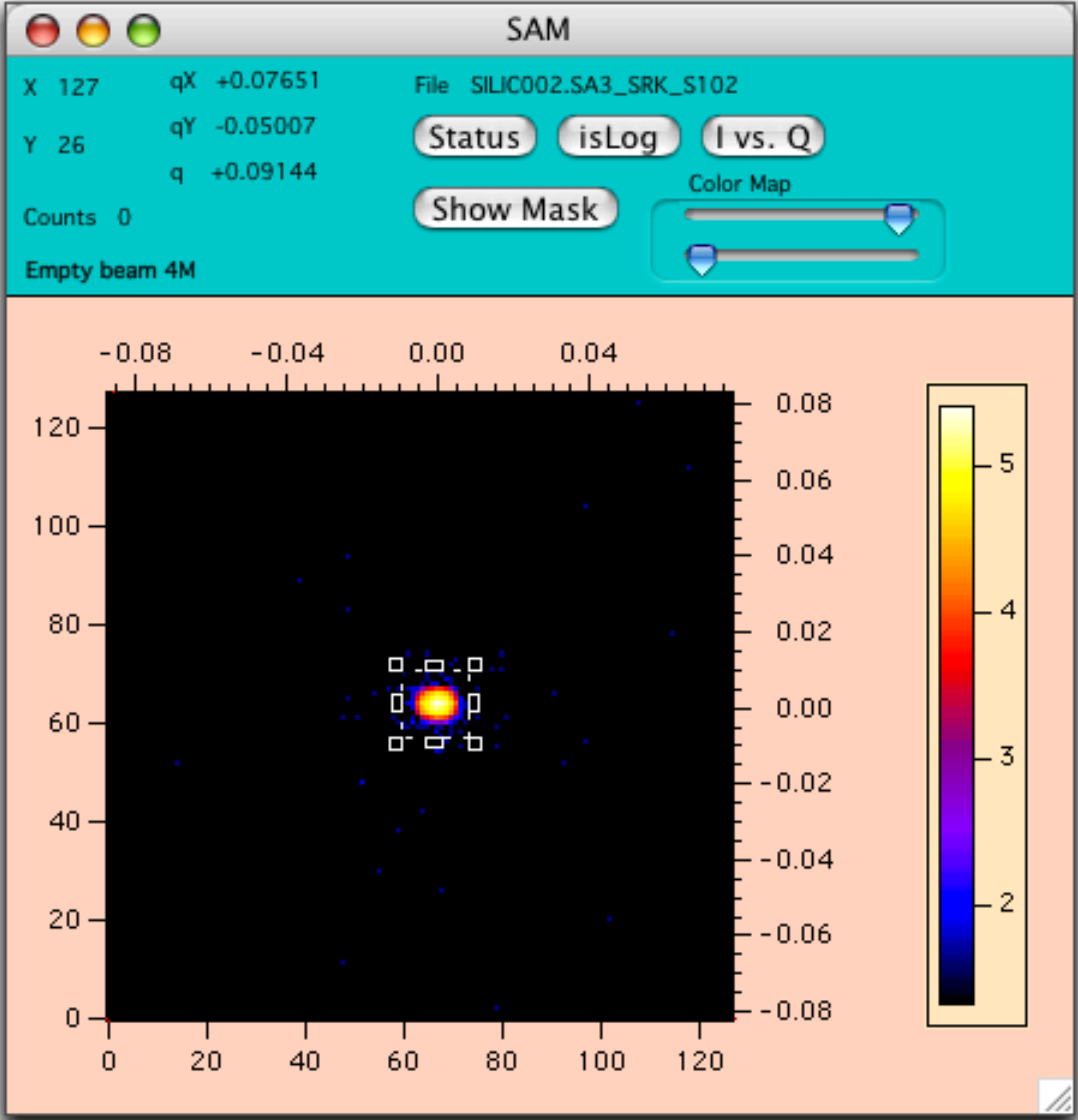 SAM
X 127
qX +0.07651
File SILIC002.SA3_SRK_S102
Y 26
qY -0.05007
Status isLog I vs. Q
q +0.09144
Color Map
Show Mask
Counts 0
Empty beam 4M
-0.08 -0.04 0.00 0.04
120
100
80
60
40
20
0
0 20 40 60 80 100 120
0.08
0.06
0.04
0.02
0.00
-0.02
-0.04
-0.06
-0.08
5
4
3
2